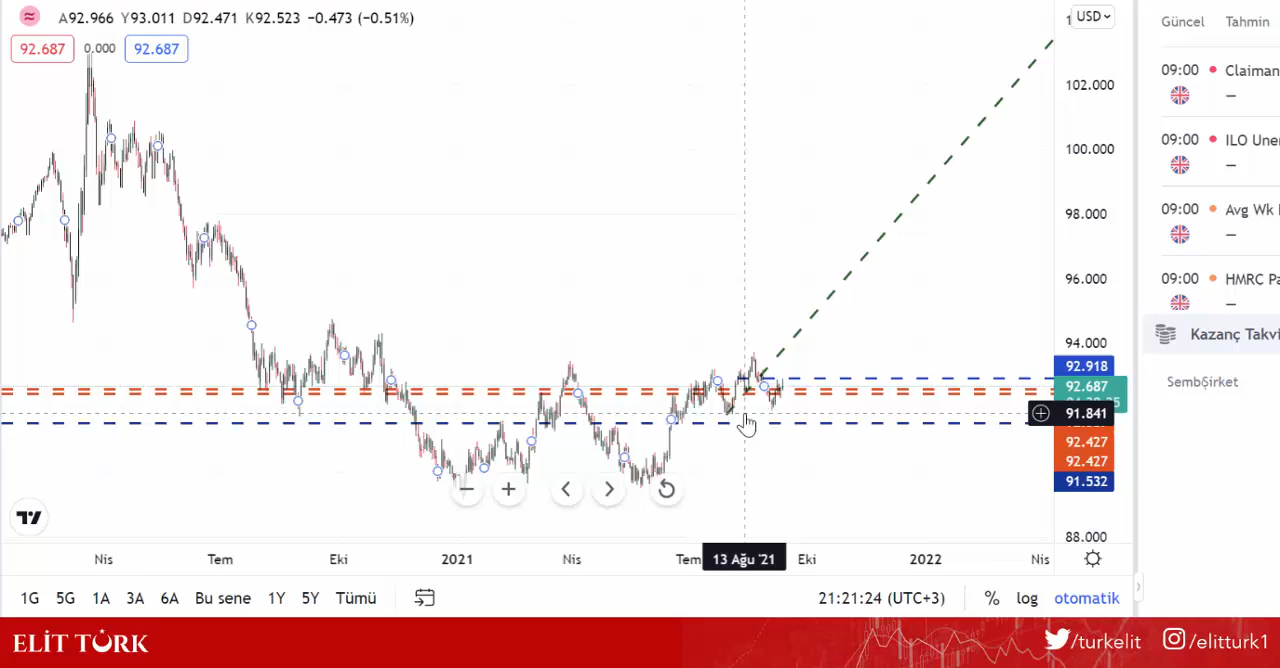 A92.966 Y93.011 D92.471 K92.523 −0.473 (−0.51%)
92.687 0.000 92.687
USD
Güncel Tahmin
102.000
100.000
98.000
96.000
94.000
92.918
92.687
91.841
92.427
92.427
91.532
88.000
09:00 Claiman
–
09:00 ILO Uner
–
09:00 Avg Wk
–
09:00 HMRC Pa
–
Kazanç Takvi
SembŞirket
Nis Tem Eki 2021 Nis Tem 13 Ağu '21 Eki 2022 Nis
1G 5G 1A 3A 6A Bu sene 1Y 5Y Tümü 21:21:24 (UTC+3) % log otomatik
ELİT TÜRK /turkelit /elitturk1